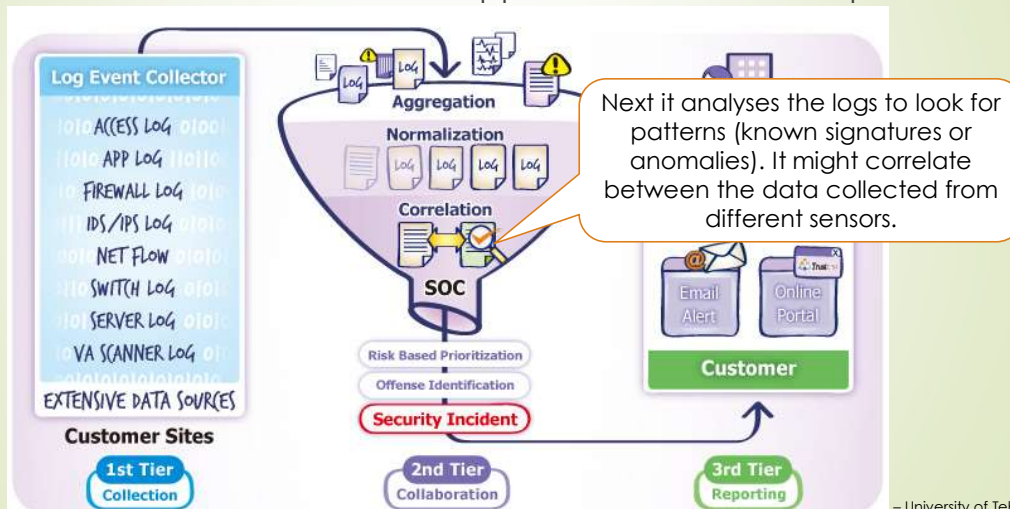 Log Event Collector
ACCESS LOG
APP LOG
FIREWALL LOG
IDS/IPS LOG
NET FLOW
SWITCH LOG
SERVER LOG
VA SCANNER LOG
EXTENSIVE DATA SOURCES
Customer Sites
1st Tier
Collection
LOG
LOG
Aggregation
Normalization
LOG LOG LOG LOG
Correlation
SOC
Risk Based Prioritization
Offense Identification
Security Incident
2nd Tier
Collaboration
Next it analyses the logs to look for
patterns (known signatures or
anomalies). It might correlate
between the data collected from
different sensors.
@
Email
Alert
Online
Portal
Customer
3rd Tier
Reporting
– University of